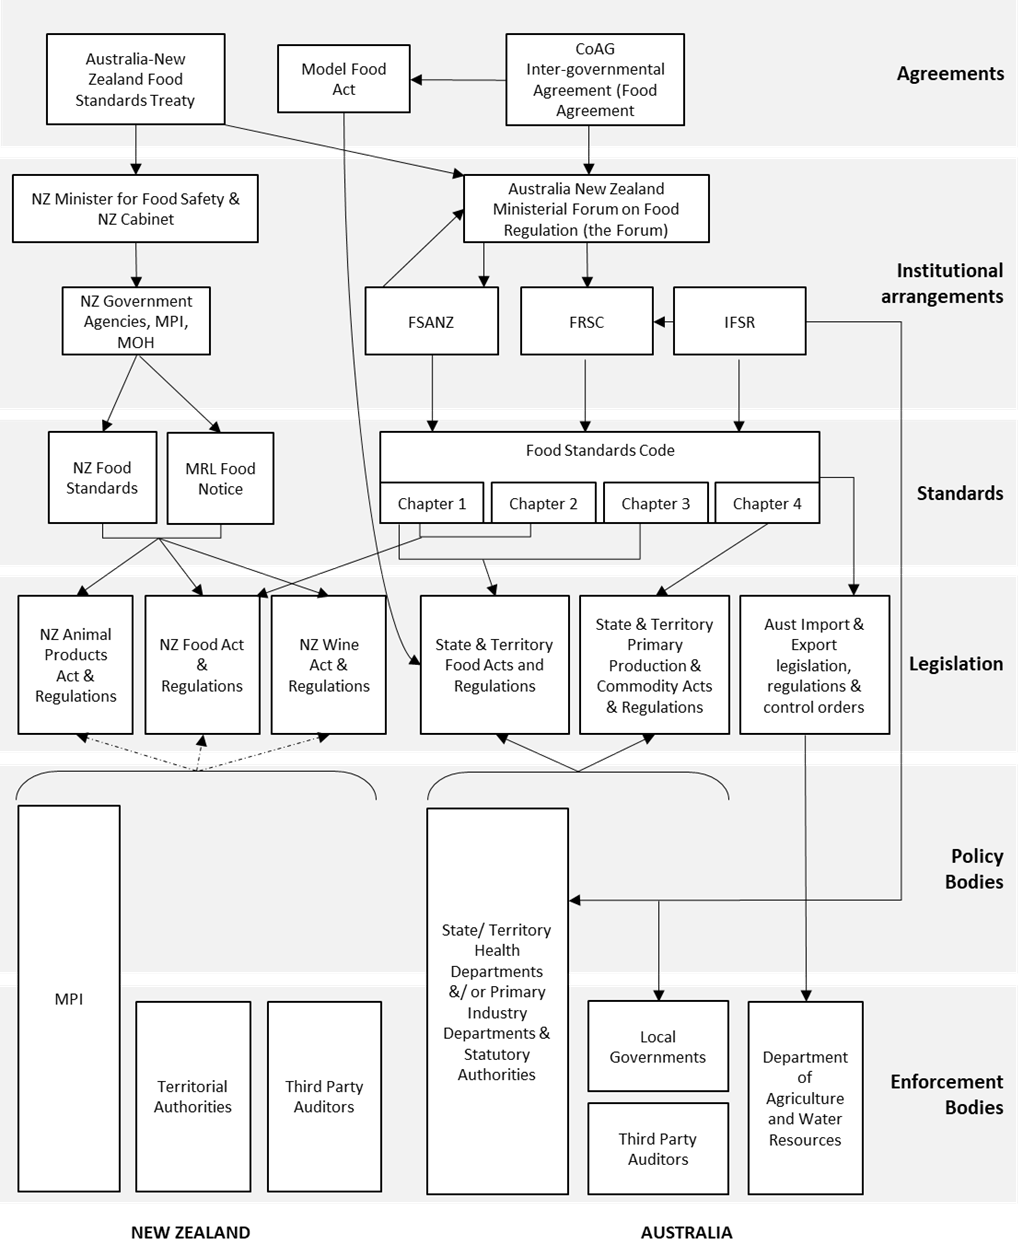 Australia-New
Zealand Food
Standards Treaty
Model Food
Act
CoAG
Inter-governmental
Agreement (Food
Agreement
Agreements
NZ Minister for Food Safety &
NZ Cabinet
Australia New Zealand
Ministerial Forum on Food
Regulation (the Forum)
Institutional
arrangements
NZ Government
Agencies, MPI,
MOH
FSANZ
FRSC
IFSR
NZ Food
Standards
MRL Food
Notice
Food Standards Code
Chapter 1
Chapter 2
Chapter 3
Chapter 4
Standards
NZ Animal
Products
Act &
Regulations
NZ Food Act
&
Regulations
NZ Wine
Act &
Regulations
State & Territory
Food Acts and
Regulations
State & Territory
Primary
Production &
Commodity Acts
& Regulations
Aust Import &
Export
legislation,
regulations &
control orders
Legislation
Policy
Bodies
MPI
Territorial
Authorities
Third Party
Auditors
State/ Territory
Health
Departments
&/ or Primary
Industry
Departments &
Statutory
Authorities
Local
Governments
Third Party
Auditors
Department
of
Agriculture
and Water
Resources
Enforcement
Bodies
NEW ZEALAND
AUSTRALIA